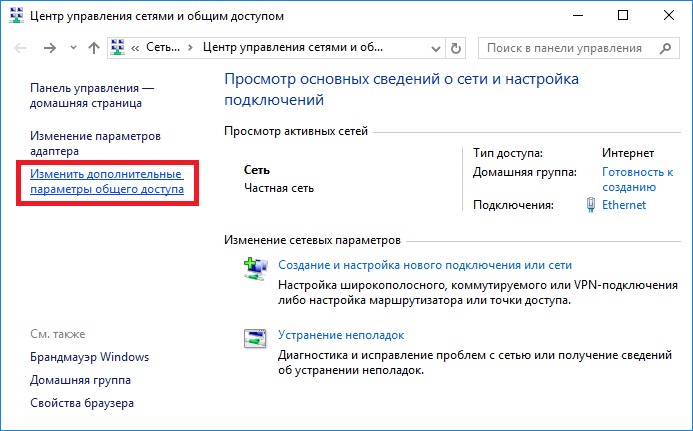 Центр управления сетями и общим доступом
« Сеть... > Центр управления сетями и об...
Поиск в панели управления
Панель управления —
домашняя страница
Изменение параметров
адаптера
Изменить дополнительные
параметры общего доступа
Просмотр основных сведений о сети и настройка
подключений
Просмотр активных сетей
Сеть
Частная сеть
Тип доступа: Интернет
Домашняя группа: Готовность к
созданию
Подключения: Ethernet
Изменение сетевых параметров
Создание и настройка нового подключения или сети
Настройка широкополосного, коммутируемого или VPN-подключения
либо настройка маршрутизатора или точки доступа.
Устранение неполадок
Диагностика и исправление проблем с сетью или получение сведений
об устранении неполадок.
См. также
Брандмауэр Windows
Домашняя группа
Свойства браузера